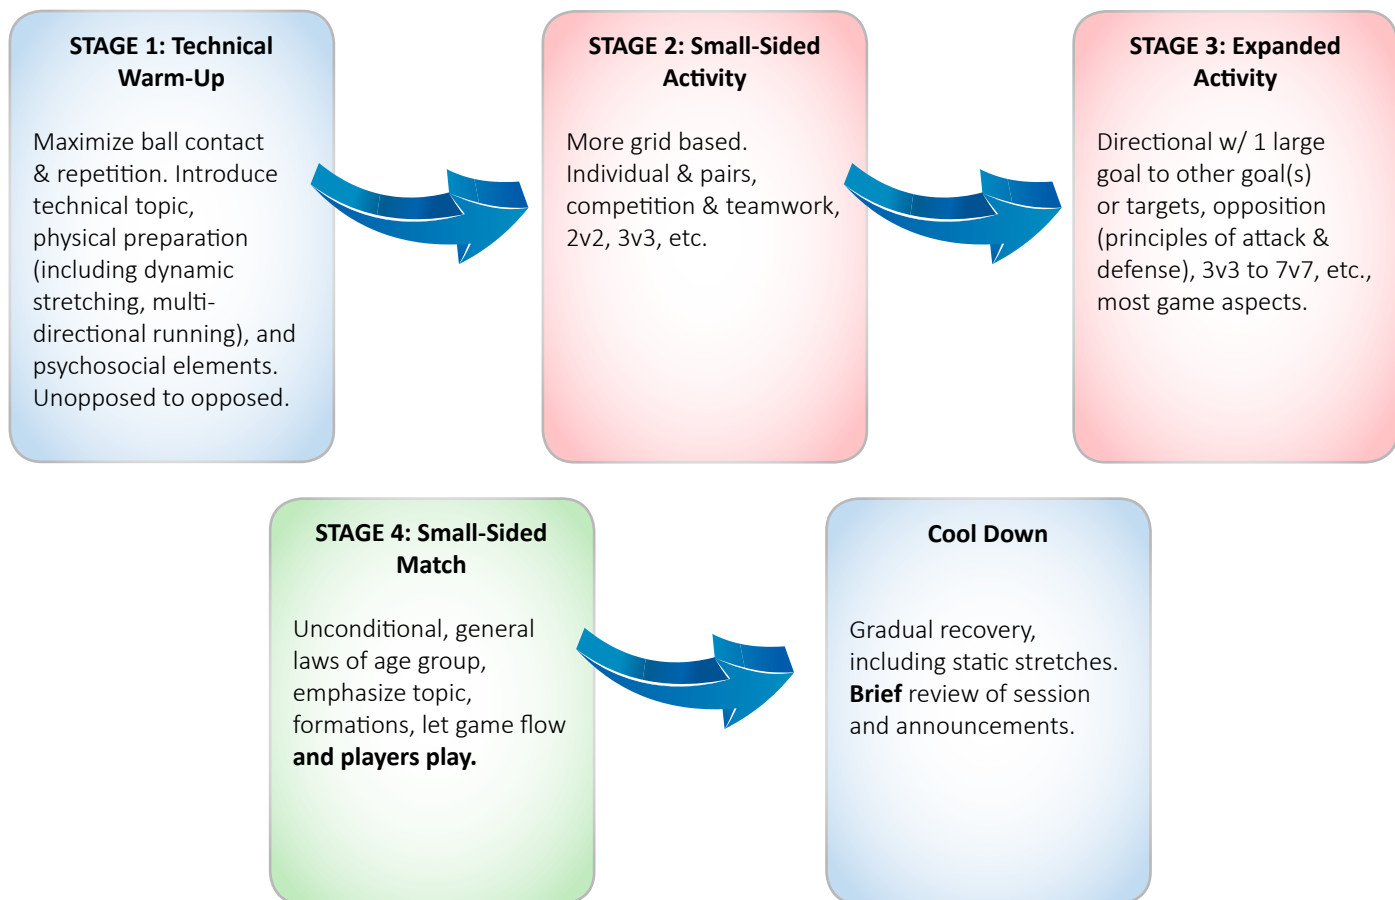 STAGE 1: Technical
Warm-Up
Maximize ball contact
& repetition. Introduce
technical topic,
physical preparation
(including dynamic
stretching, multi-
directional running), and
psychosocial elements.
Unopposed to opposed.
STAGE 2: Small-Sided
Activity
More grid based.
Individual & pairs,
competition & teamwork,
2v2, 3v3, etc.
STAGE 3: Expanded
Activity
Directional w/ 1 large
goal to other goal(s)
or targets, opposition
(principles of attack &
defense), 3v3 to 7v7, etc.,
most game aspects.
STAGE 4: Small-Sided
Match
Unconditional, general
laws of age group,
emphasize topic,
formations, let game flow
and players play.
Cool Down
Gradual recovery,
including static stretches.
Brief review of session
and announcements.